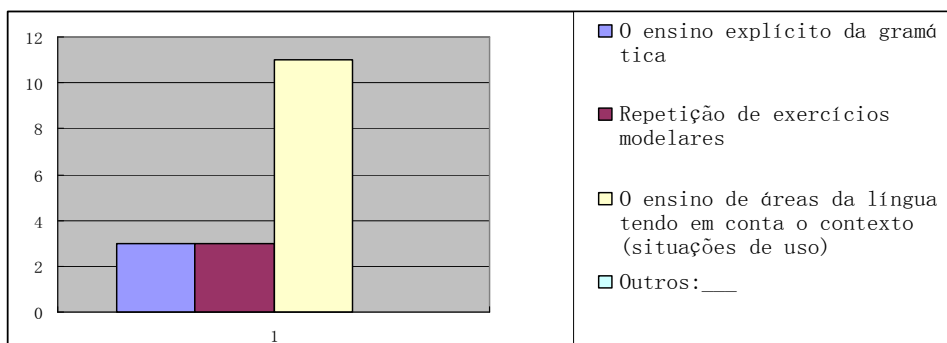 12
10
8
6
4
2
0
1
O ensino explícito da gramá
tica
Repetição de exercícios
modelares
O ensino de áreas da língua
tendo em conta o contexto
(situações de uso)
Outros:___